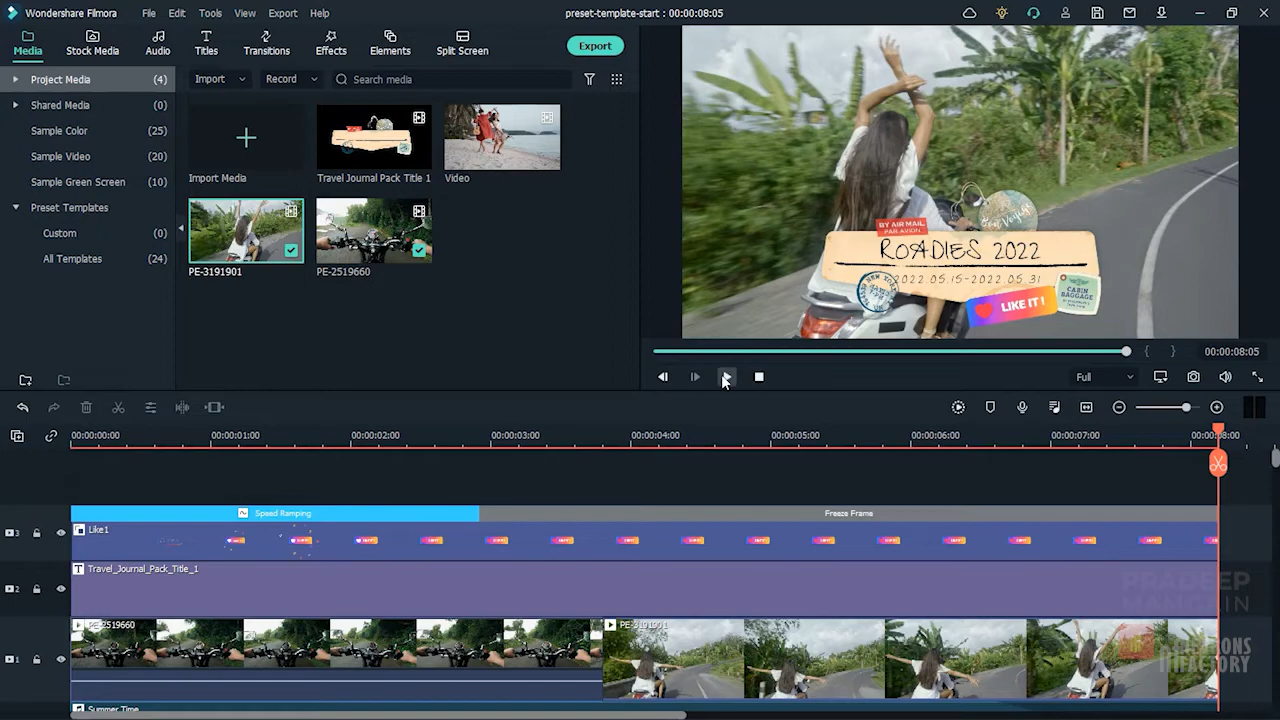 Wondershare Filmora
File Edit Tools View Export Help
preset-template-start : 00:00:08:05
Media Stock Media Audio Titles Transitions Effects Elements Split Screen
Export
Project Media (4)
Shared Media (0)
Sample Color (25)
Sample Video (20)
Sample Green Screen (10)
Preset Templates
Custom (0)
All Templates (24)
Import Record Search media
Import Media
Travel Journal Pack Title 1
Video
PE-3191901
PE-2519660
BY AIR MAIL
PAR AVION
Voyage
ROADIES 2022
2022.05.15-2022.05.31
CABIN
BAGGAGE
LIKE IT !
00:00:08:05
Full
00:00:00:00 00:00:01:00 00:00:02:00 00:00:03:00 00:00:04:00 00:00:05:00 00:00:06:00 00:00:07:00 00:00:08:00
Speed Ramping
Freeze Frame
3
Like1
2
Travel_Journal_Pack_Title_1
1
PE-2519660
PE-3191901
PRADEEP
MAMGAIN
FACTORY
Summer Time